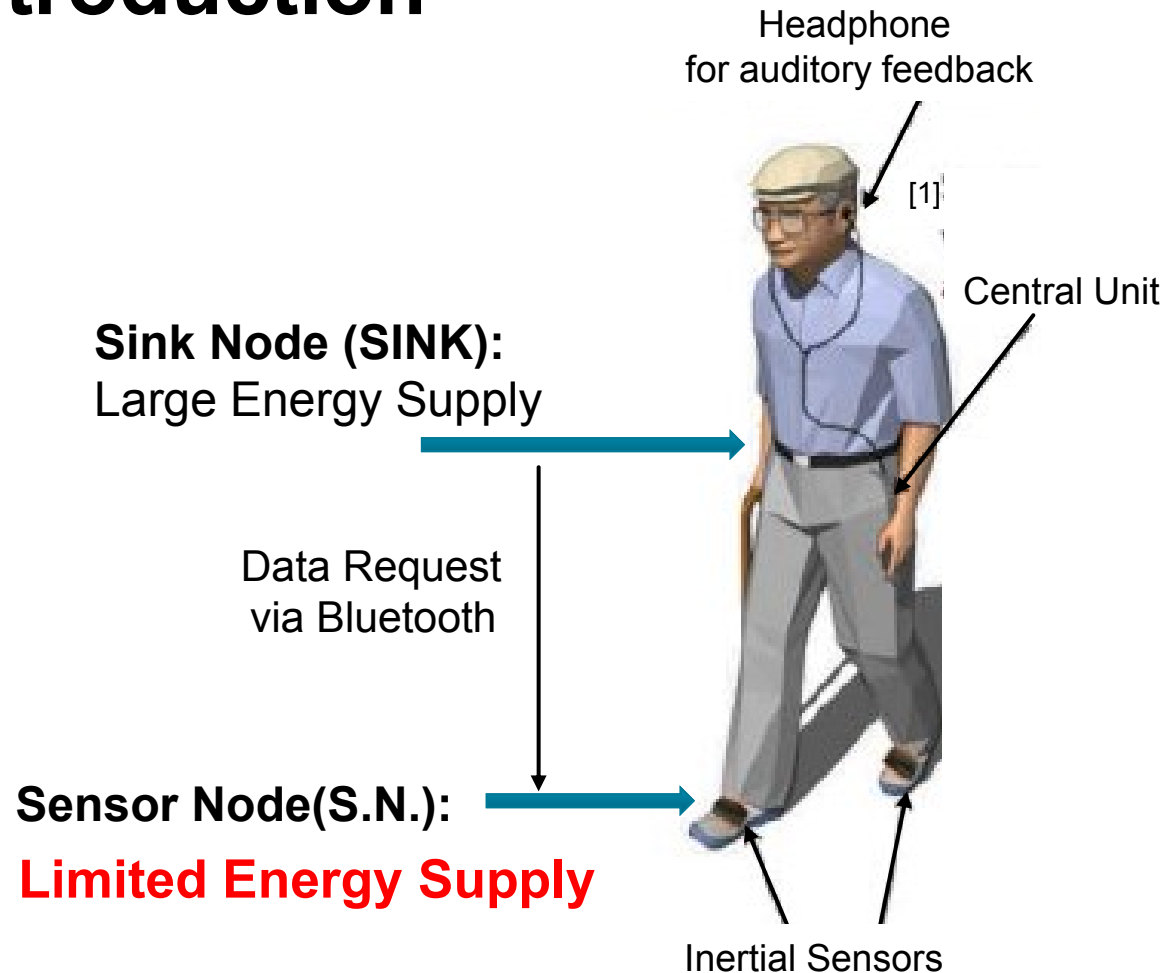 troduction
Headphone
for auditory feedback
[1]
Central Unit
Sink Node (SINK):
Large Energy Supply
Data Request
via Bluetooth
Sensor Node(S.N.):
Limited Energy Supply
Inertial Sensors